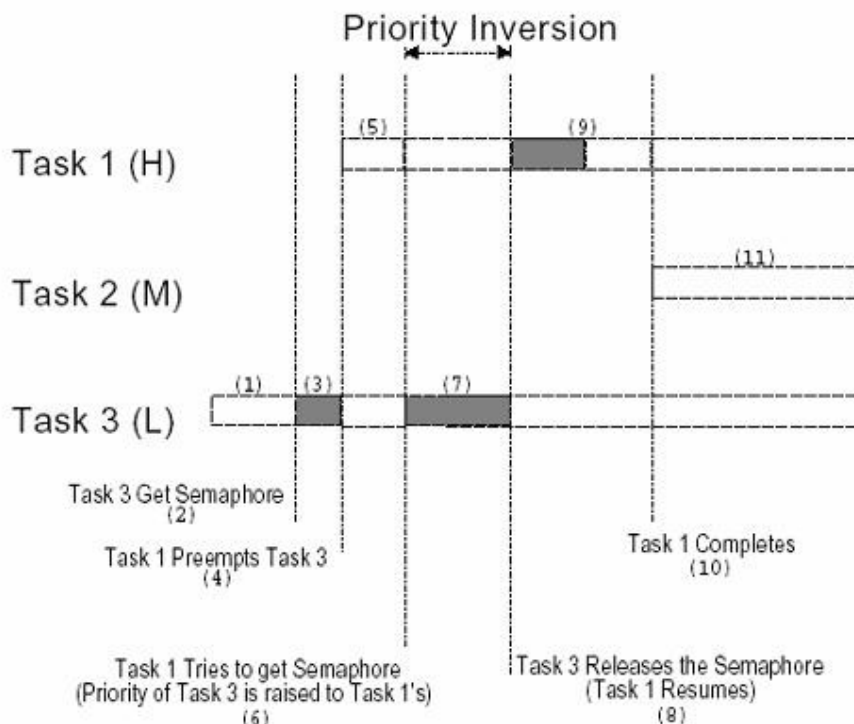 Priority Inversion
(5)
(9)
Task 1 (H)
(11)
Task 2 (M)
(1)
(3)
(7)
Task 3 (L)
Task 3 Get Semaphore
(2)
Task 1 Preempts Task 3
(4)
Task 1 Completes
(10)
Task 1 Tries to get Semaphore
(Priority of Task 3 is raised to Task 1's)
(6)
Task 3 Releases the Semaphore
(Task 1 Resumes)
(8)